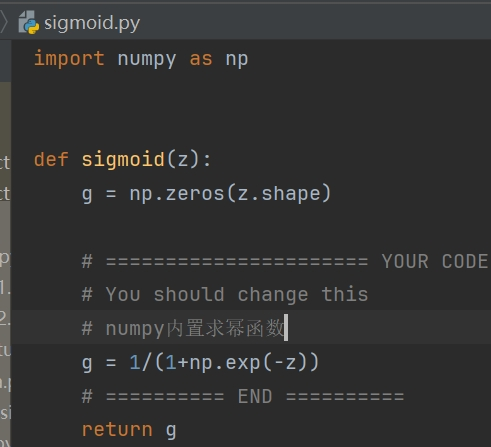 sigmoid.py
import numpy as np
def sigmoid(z):
g = np.zeros(z.shape)
# ====================== YOUR CODE
# You should change this
# numpy内置求幂函数
g = 1/(1+np.exp(-z))
# ========== END ==========
return g